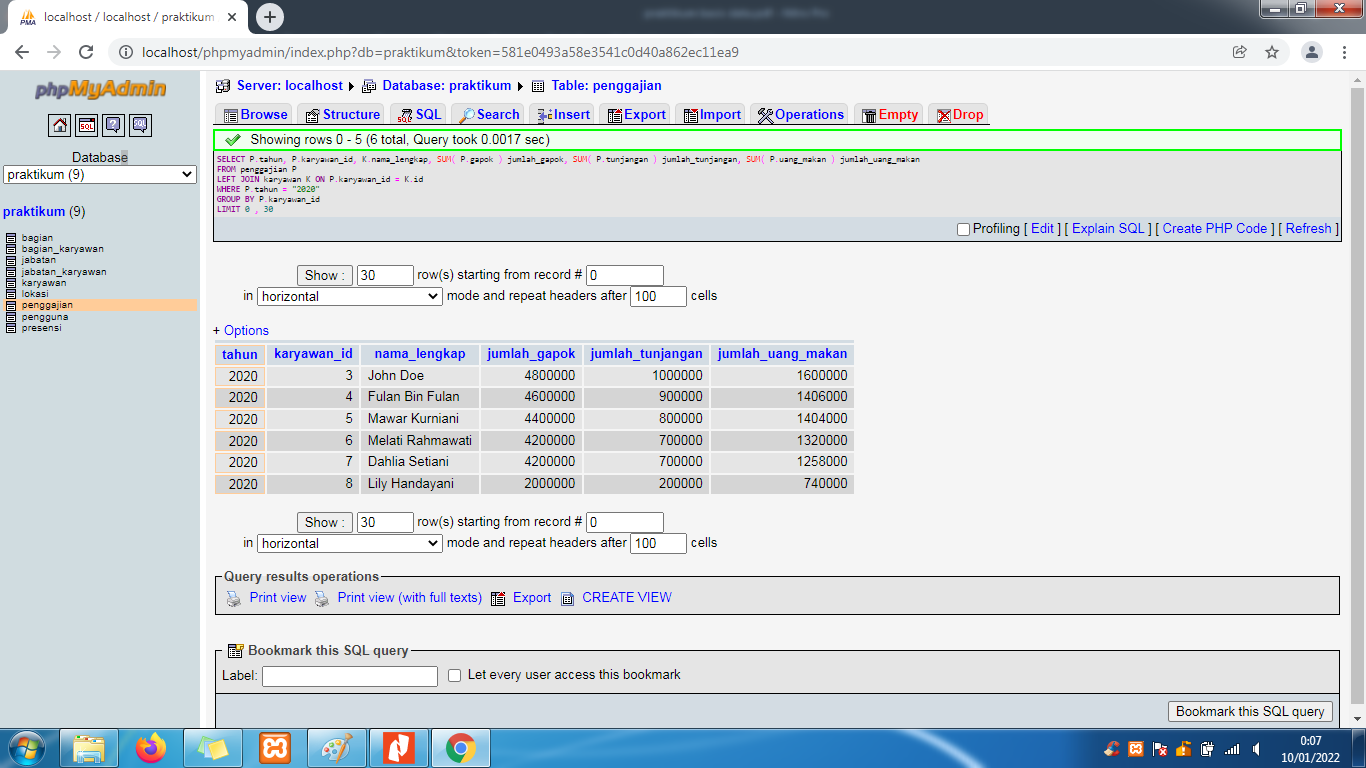 localhost / localhost / praktikum
localhost/phpmyadmin/index.php?db=praktikum&token=581e0493a58e3541c0d40a862ec11ea9
phpMyAdmin
Database
praktikum (9)
praktikum (9)
bagian
bagian_karyawan
jabatan
jabatan_karyawan
karyawan
lokasi
penggajian
pengguna
presensi
Server: localhost Database: praktikum Table: penggajian
Browse Structure SQL Search Insert Export Import Operations Empty Drop
Showing rows 0 - 5 (6 total, Query took 0.0017 sec)
SELECT P.tahun, P.karyawan_id, K.nama_lengkap, SUM( P.gapok ) jumlah_gapok, SUM( P.tunjangan ) jumlah_tunjangan, SUM( P.uang_makan ) jumlah_uang_makan
FROM penggajian P
LEFT JOIN karyawan K ON P.karyawan_id = K.id
WHERE P.tahun = "2020"
GROUP BY P.karyawan_id
LIMIT 0 , 30
Profiling [ Edit ] [ Explain SQL ] [ Create PHP Code ] [ Refresh ]
Show : 30 row(s) starting from record # 0
in horizontal mode and repeat headers after 100 cells
+ Options
tahun karyawan_id nama_lengkap jumlah_gapok jumlah_tunjangan jumlah_uang_makan
2020 3 John Doe 4800000 1000000 1600000
2020 4 Fulan Bin Fulan 4600000 900000 1406000
2020 5 Mawar Kurniani 4400000 800000 1404000
2020 6 Melati Rahmawati 4200000 700000 1320000
2020 7 Dahlia Setiani 4200000 700000 1258000
2020 8 Lily Handayani 2000000 200000 740000
Show : 30 row(s) starting from record # 0
in horizontal mode and repeat headers after 100 cells
Query results operations
Print view Print view (with full texts) Export CREATE VIEW
Bookmark this SQL query
Label: Let every user access this bookmark
Bookmark this SQL query
0:07
10/01/2022